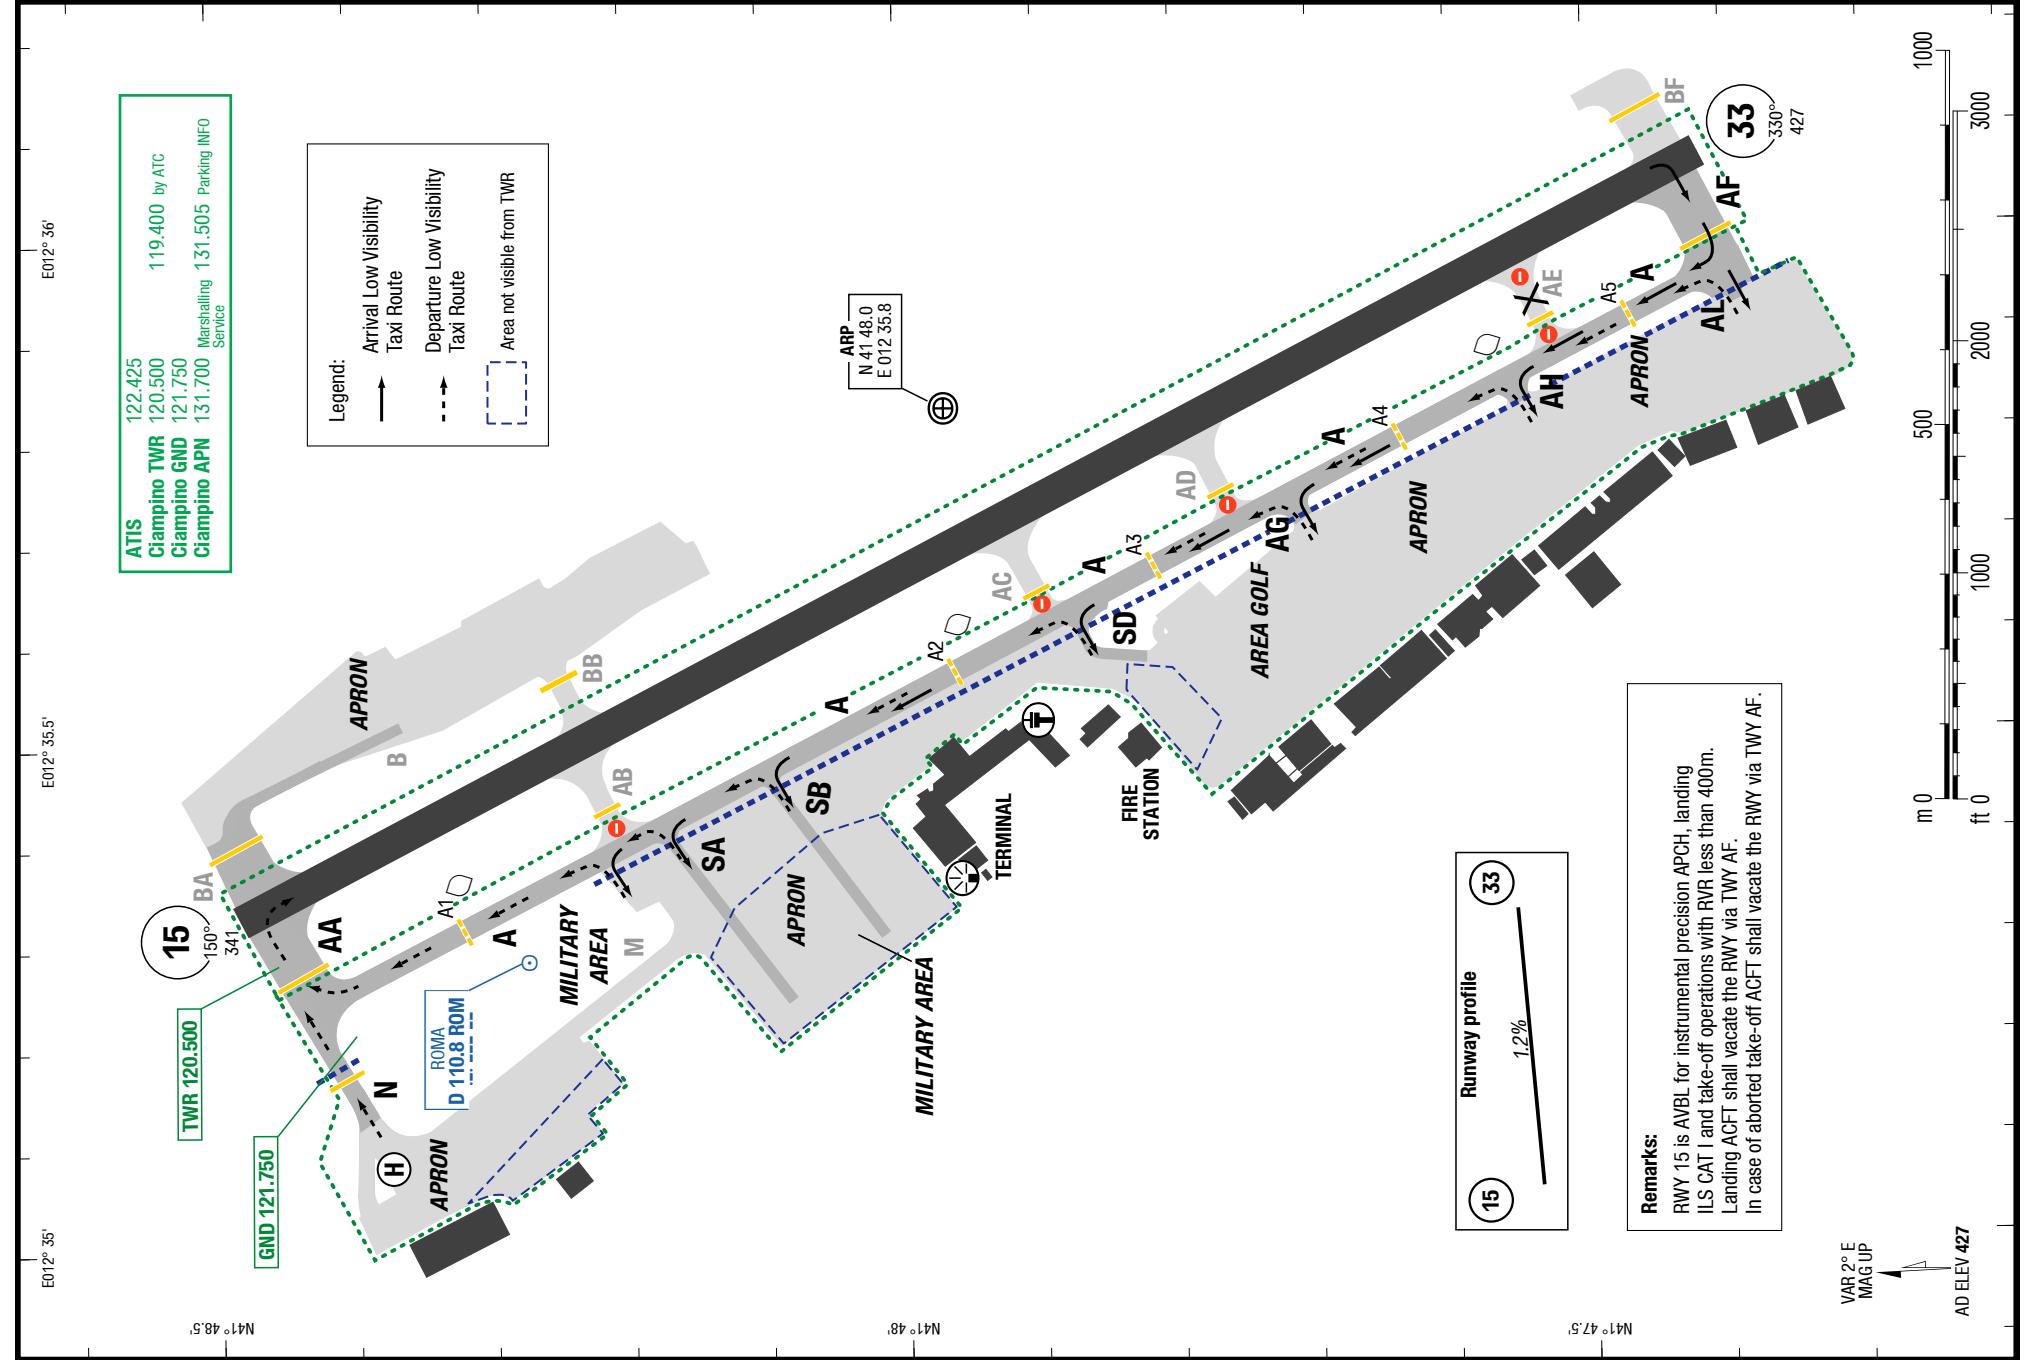 ATIS 122.425
Ciampino TWR 120.500 119.400 by ATC
Ciampino GND 121.750
Ciampino APN 131.700 Marshalling Service 131.505 Parking INFO
Legend:
Arrival Low Visibility
Taxi Route
Departure Low Visibility
Taxi Route
Area not visible from TWR
E012° 36'
E012° 35.5'
E012° 35'
N41° 48.5'
N41° 48'
N41° 47.5'
ARP
N 41 48.0
E 012 35.8
15
150°
341
33
330°
427
BA
AA
BB
AB
AC
AD
AE
AF
BF
B
APRON
A
A
A
A
A
A1
A2
A3
A4
A5
N
M
H
SA
SB
SD
AG
AH
AL
APRON
APRON
APRON
APRON
AREA GOLF
MILITARY
AREA
MILITARY AREA
TERMINAL
FIRE
STATION
TWR 120.500
GND 121.750
ROMA
D 110.8 ROM
Runway profile
15
1.2%
33
Remarks:
RWY 15 is AVBL for instrumental precision APCH, landing
ILS CAT I and take-off operations with RVR less than 400m.
Landing ACFT shall vacate the RWY via TWY AF.
In case of aborted take-off ACFT shall vacate the RWY via TWY AF.
m 0 500 1000
ft 0 1000 2000 3000
VAR 2° E
MAG UP
AD ELEV 427